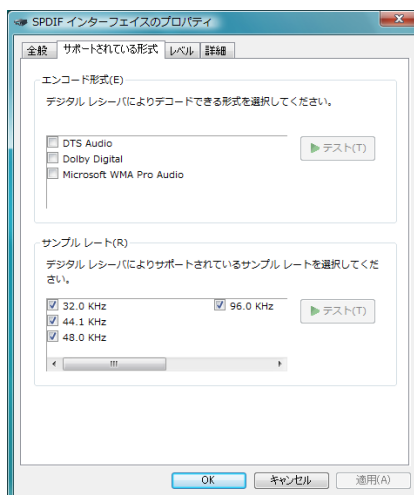 SPDIF インターフェイスのプロパティ
全般 サポートされている形式 レベル 詳細
エンコード形式(E)
デジタル レシーバによりデコードできる形式を選択してください。
DTS Audio
Dolby Digital
Microsoft WMA Pro Audio
テスト(T)
サンプル レート(R)
デジタル レシーバによりサポートされているサンプル レートを選択してくだ
さい。
32.0 KHz 96.0 KHz
44.1 KHz
48.0 KHz
テスト(T)
OK キャンセル 適用(A)